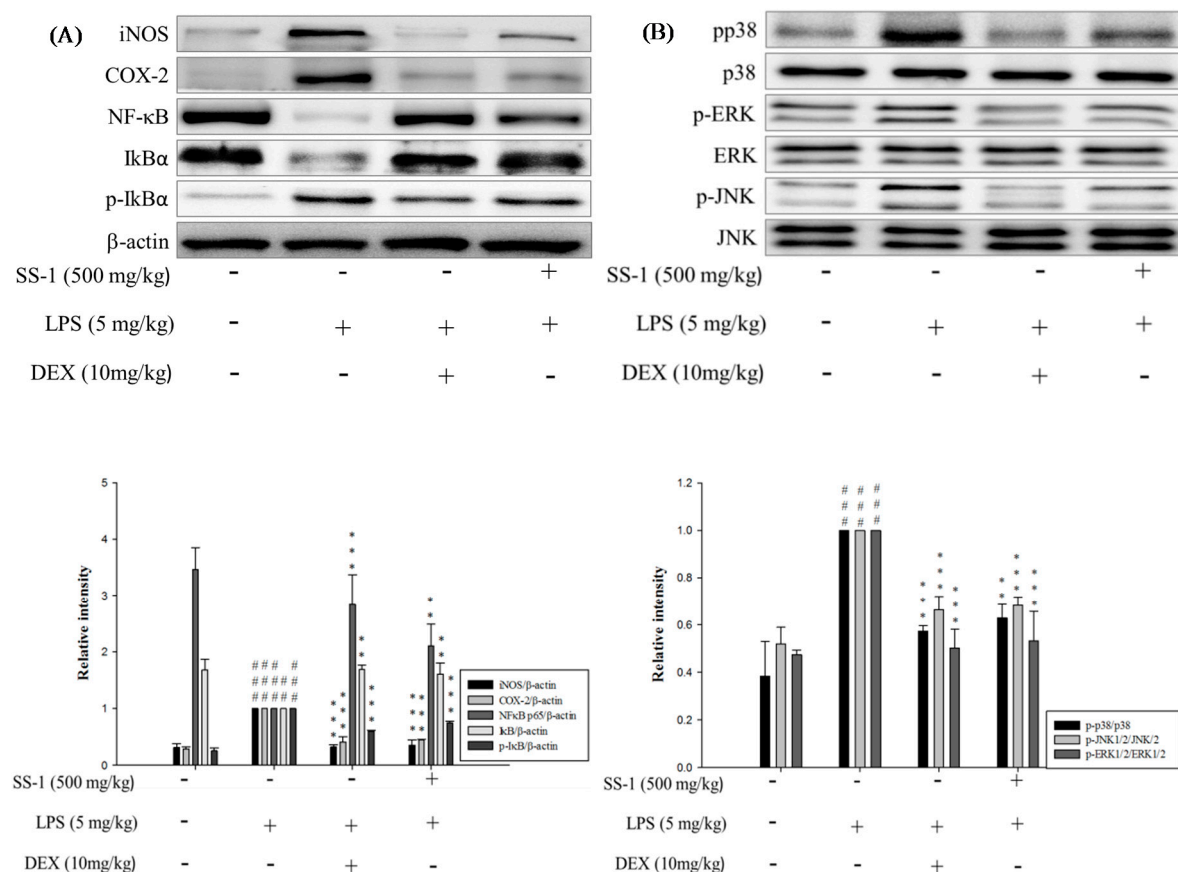 (A)
iNOS
COX-2
NF-κB
IkBα
p-IkBα
β-actin
SS-1 (500 mg/kg) - - - +
LPS (5 mg/kg) - + + +
DEX (10mg/kg) - - + -
(B)
pp38
p38
p-ERK
ERK
p-JNK
JNK
SS-1 (500 mg/kg) - - - +
LPS (5 mg/kg) - + + +
DEX (10mg/kg) - - + -
Relative intensity
5
4
3
2
1
0
# # # # #
# # # # #
# # # # #
* * *
* * *
* * *
* *
* * *
* * *
* * *
* *
* *
* * *
iNOS/β-actin
COX-2/β-actin
NFκB p65/β-actin
IkB/β-actin
p-IκB/β-actin
SS-1 (500 mg/kg) - - - +
LPS (5 mg/kg) - + + +
DEX (10mg/kg) - - + -
Relative intensity
1.2
1.0
0.8
0.6
0.4
0.2
0.0
# # #
# # #
# # #
* * *
* * *
* * *
* *
* * *
* * *
p-p38/p38
p-JNK1/2/JNK/2
p-ERK1/2/ERK1/2
SS-1 (500 mg/kg) - - - +
LPS (5 mg/kg) - + + +
DEX (10mg/kg) - - + -